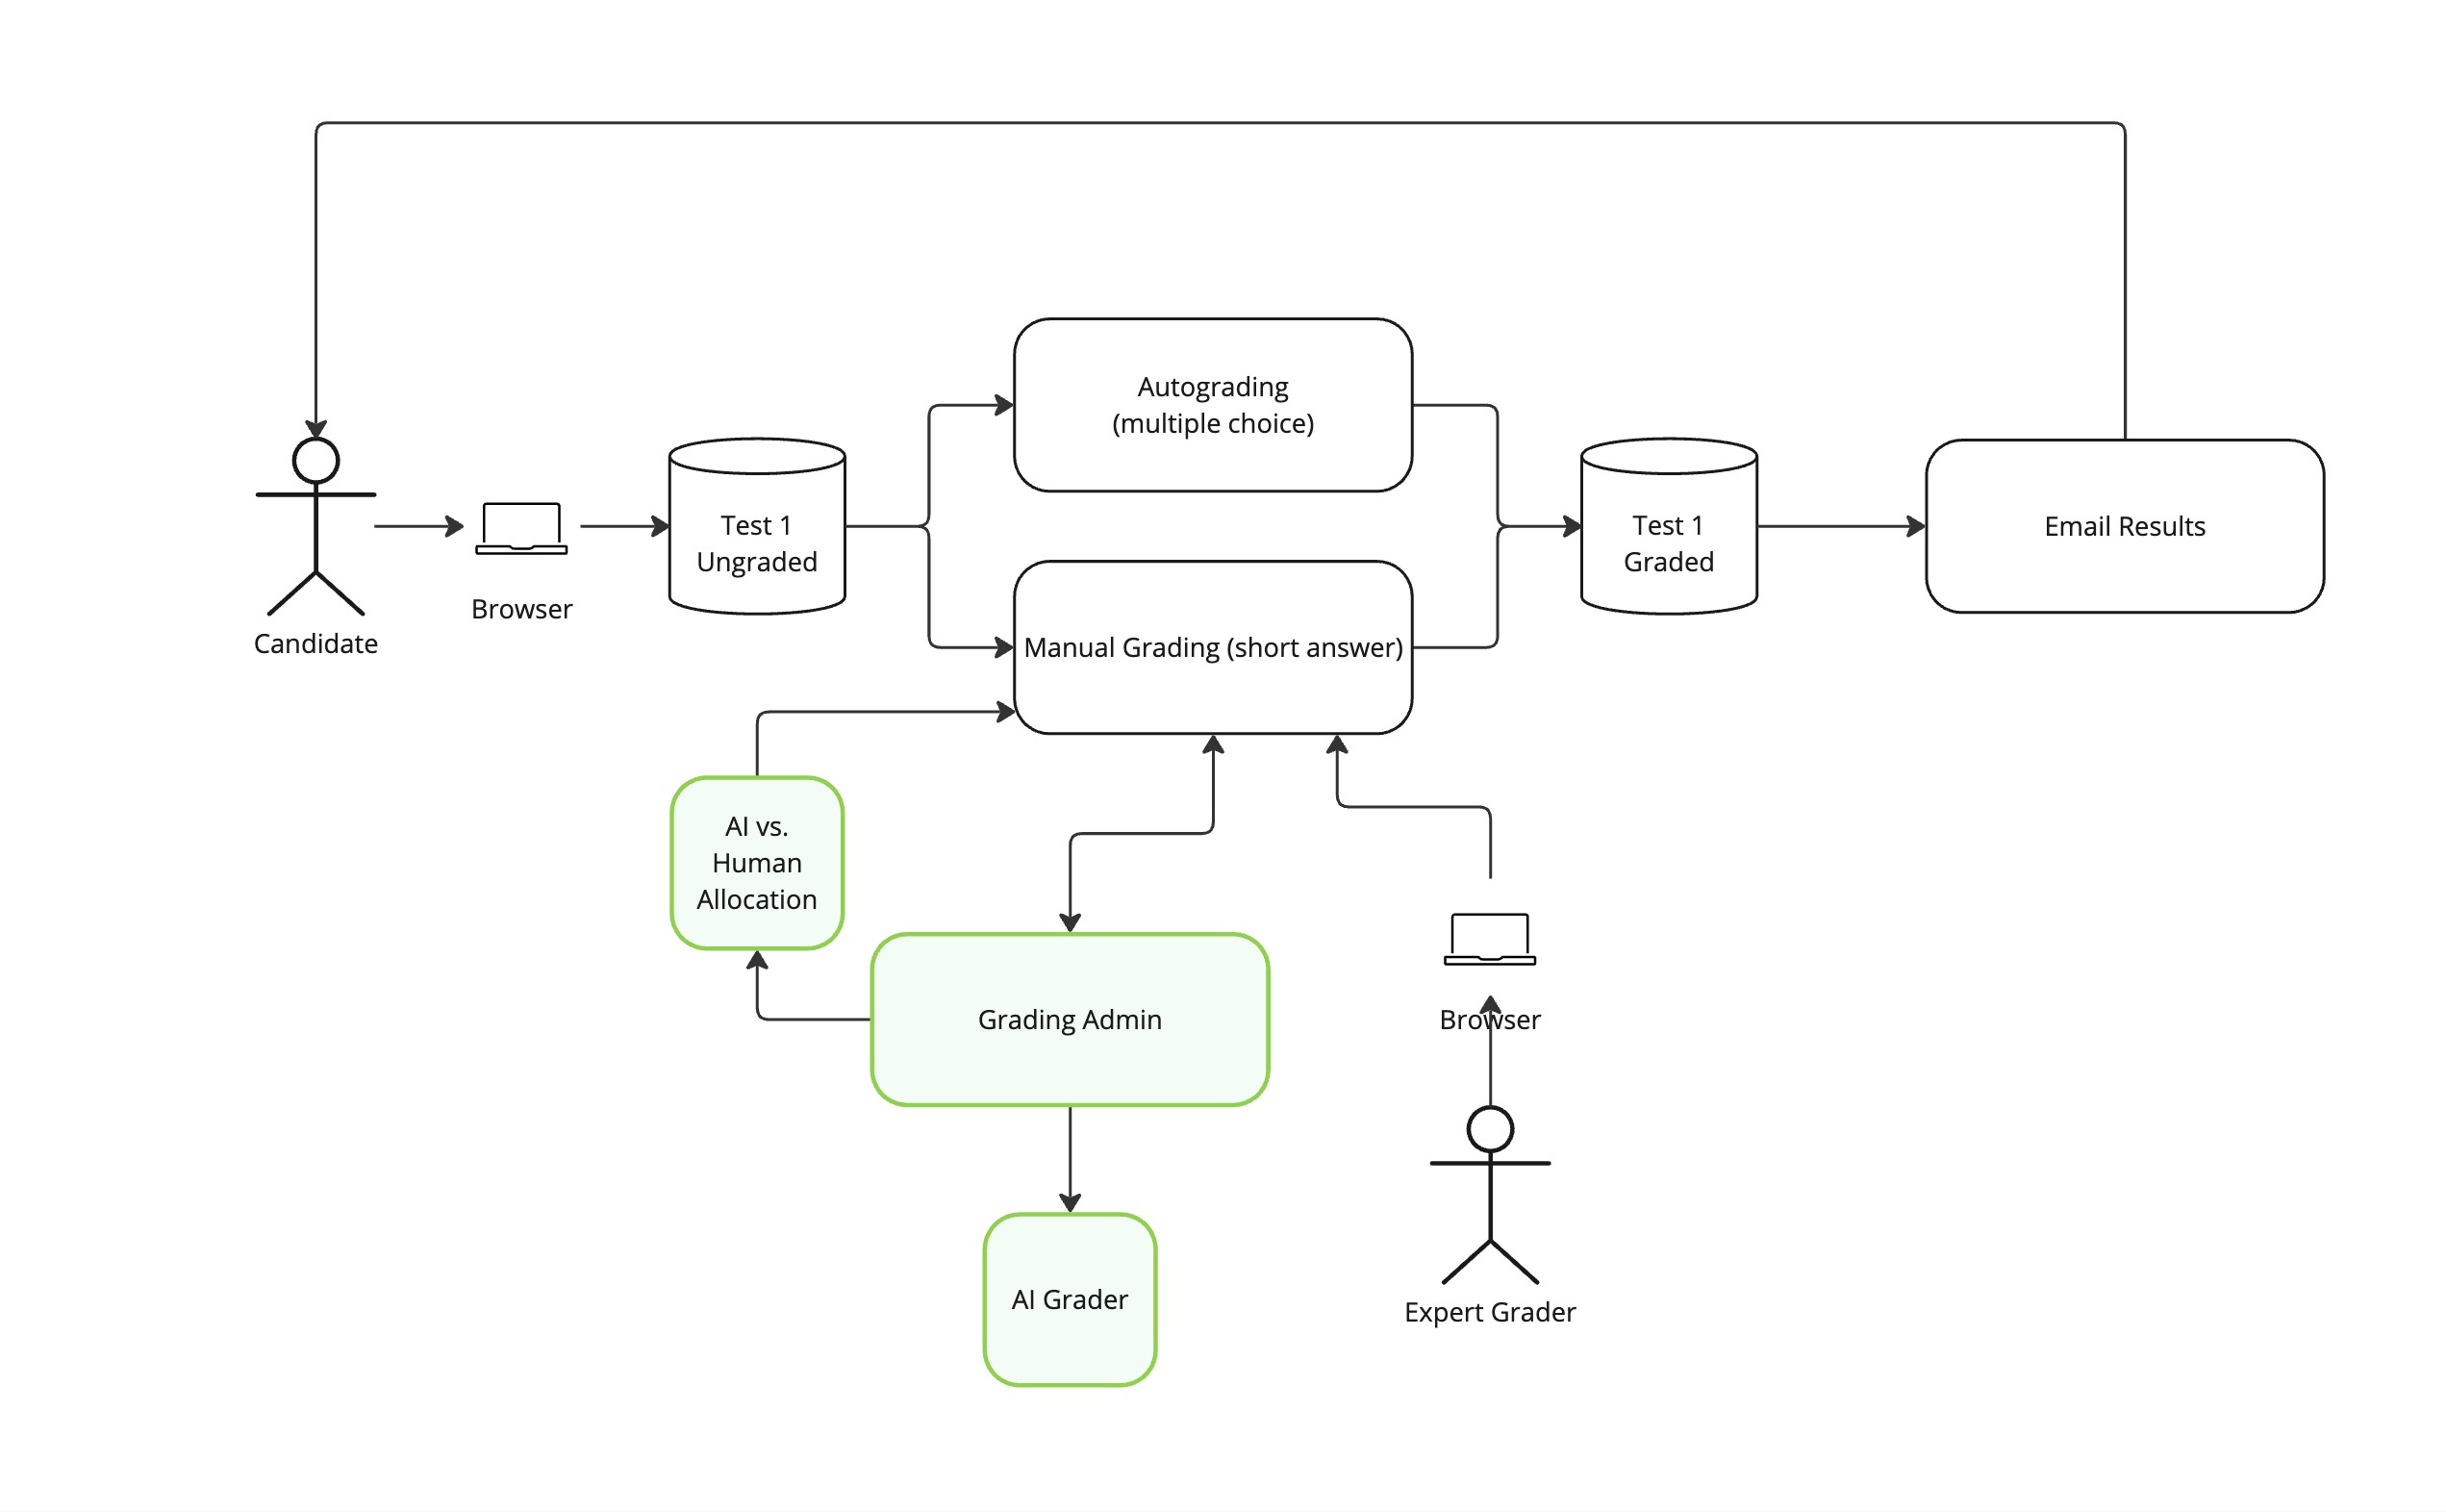 Autograding
(multiple choice)
Test 1
Ungraded
Test 1
Graded
Email Results
Browser
Candidate
Manual Grading (short answer)
AI vs.
Human
Allocation
Grading Admin
Browser
AI Grader
Expert Grader